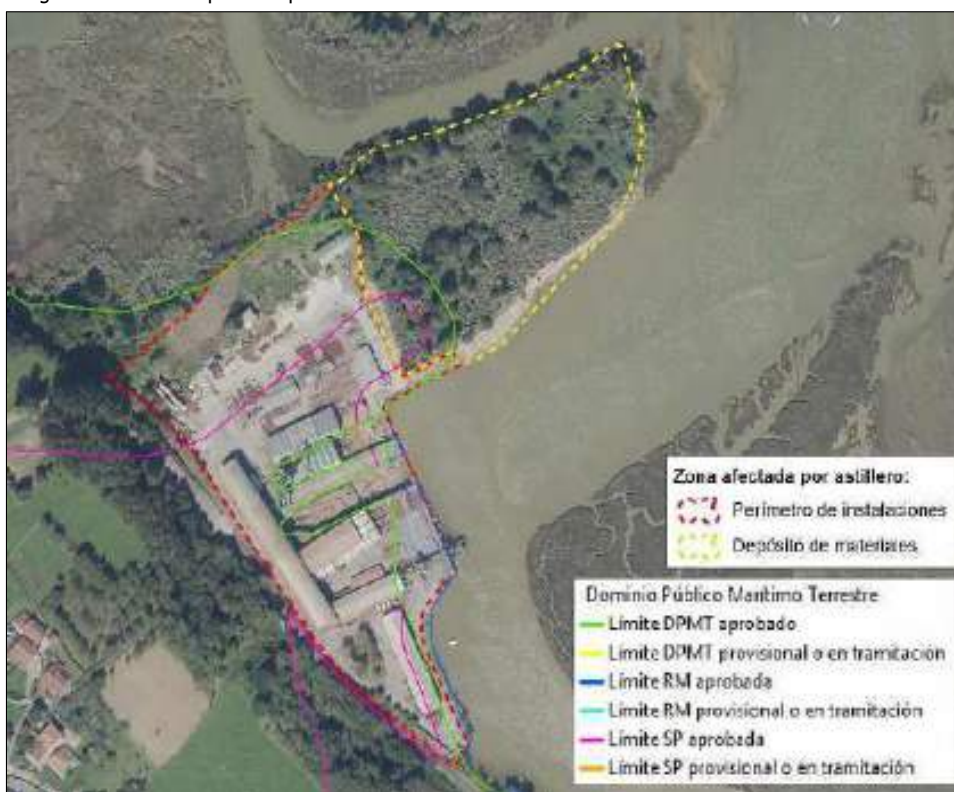 Zona afectada por astillero:
Perímetro de instalaciones
Depósito de materiales
Dominio Público Marítimo Terrestre
Límite DPMT aprobado
Límite DPMT provisional o en tramitación
Límite RM aprobada
Límite RM provisional o en tramitación
Límite SP aprobada
Límite SP provisional o en tramitación